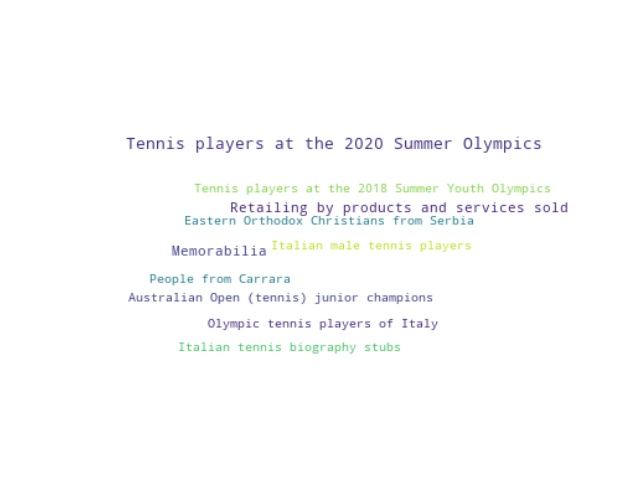 Tennis players at the 2020 Summer Olympics
Tennis players at the 2018 Summer Youth Olympics
Retailing by products and services sold
Eastern Orthodox Christians from Serbia
Italian male tennis players
Memorabilia
People from Carrara
Australian Open (tennis) junior champions
Olympic tennis players of Italy
Italian tennis biography stubs